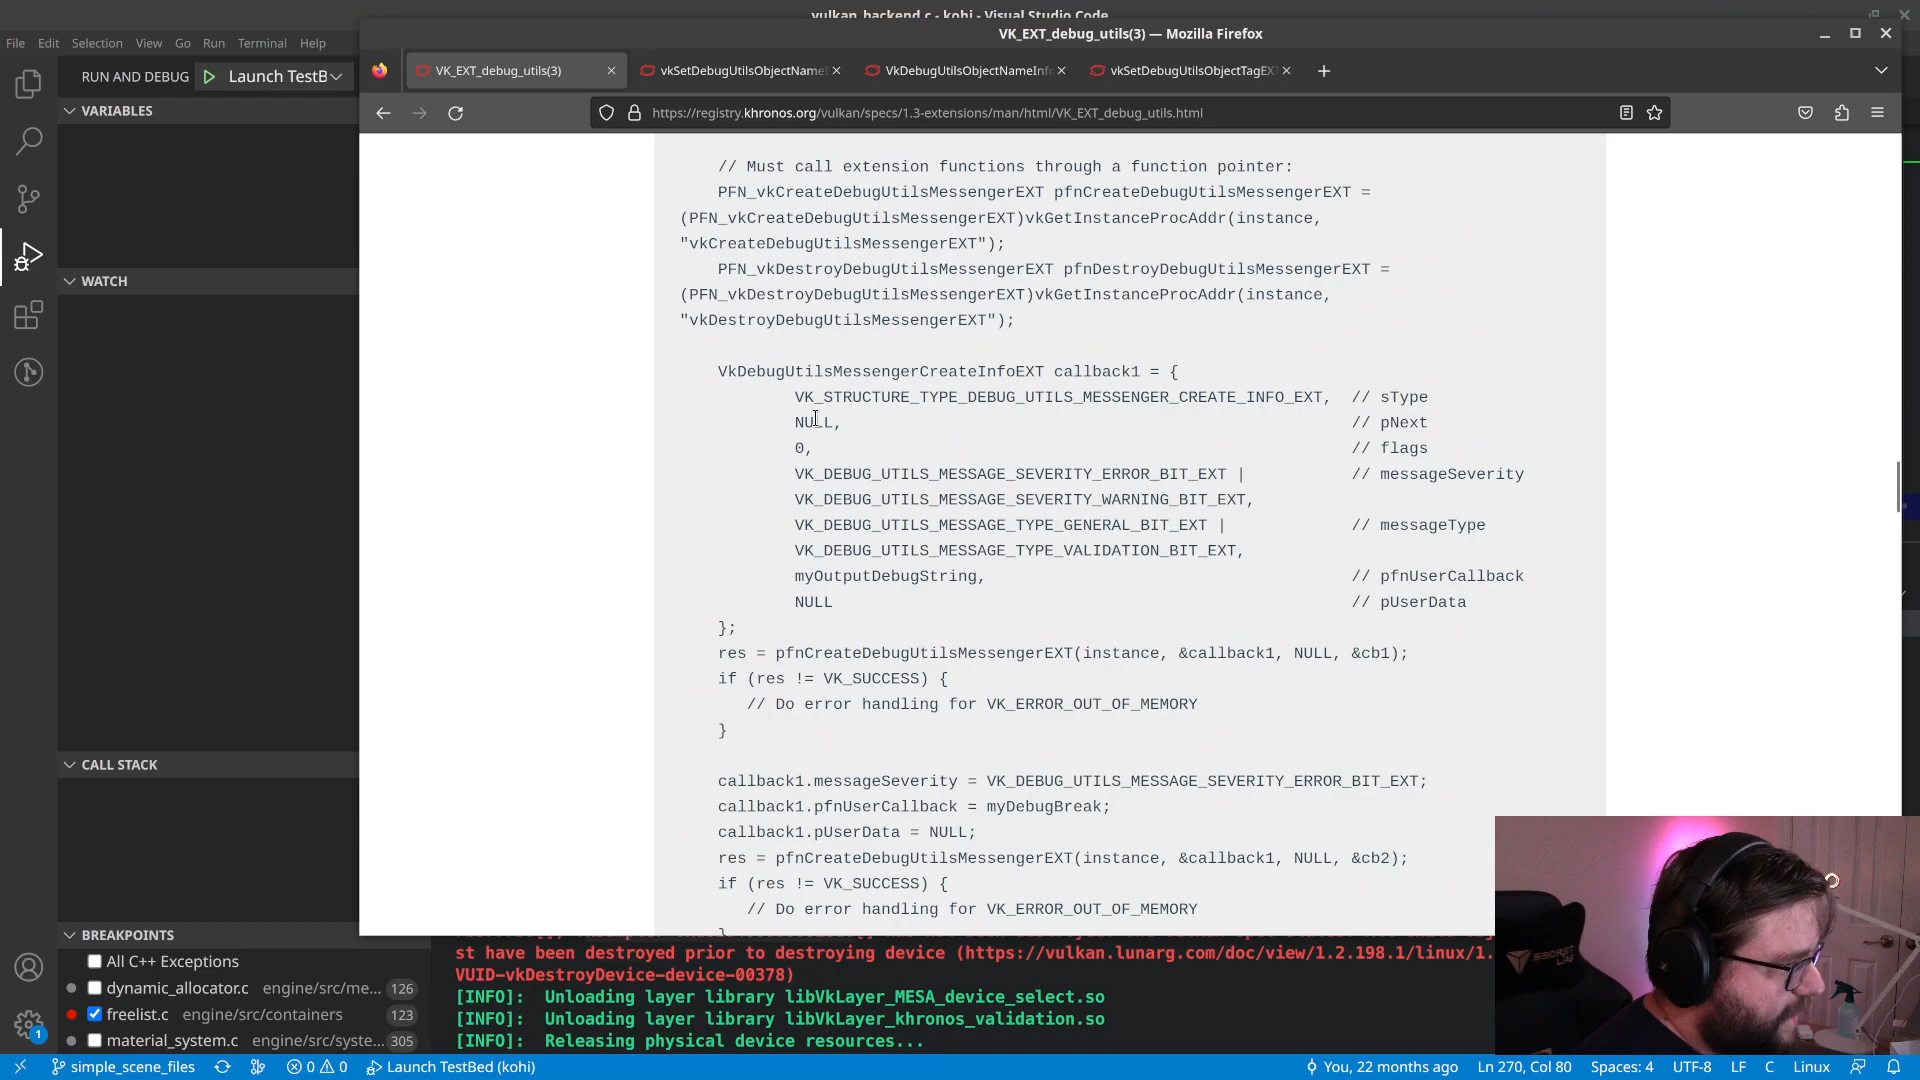 vulkan_backend.c - kohi - Visual Studio Code
VK_EXT_debug_utils(3) — Mozilla Firefox
File Edit Selection View Go Run Terminal Help
RUN AND DEBUG Launch TestB
VK_EXT_debug_utils(3) vkSetDebugUtilsObjectName VkDebugUtilsObjectNameInfo vkSetDebugUtilsObjectTagEXT
https://registry.khronos.org/vulkan/specs/1.3-extensions/man/html/VK_EXT_debug_utils.html
VARIABLES
WATCH
CALL STACK
BREAKPOINTS
All C++ Exceptions
dynamic_allocator.c engine/src/me... 126
freelist.c engine/src/containers 123
material_system.c engine/src/syste... 305
// Must call extension functions through a function pointer:
PFN_vkCreateDebugUtilsMessengerEXT pfnCreateDebugUtilsMessengerEXT =
(PFN_vkCreateDebugUtilsMessengerEXT)vkGetInstanceProcAddr(instance,
"vkCreateDebugUtilsMessengerEXT");
PFN_vkDestroyDebugUtilsMessengerEXT pfnDestroyDebugUtilsMessengerEXT =
(PFN_vkDestroyDebugUtilsMessengerEXT)vkGetInstanceProcAddr(instance,
"vkDestroyDebugUtilsMessengerEXT");
VkDebugUtilsMessengerCreateInfoEXT callback1 = {
VK_STRUCTURE_TYPE_DEBUG_UTILS_MESSENGER_CREATE_INFO_EXT, // sType
NULL, // pNext
0, // flags
VK_DEBUG_UTILS_MESSAGE_SEVERITY_ERROR_BIT_EXT | // messageSeverity
VK_DEBUG_UTILS_MESSAGE_SEVERITY_WARNING_BIT_EXT,
VK_DEBUG_UTILS_MESSAGE_TYPE_GENERAL_BIT_EXT | // messageType
VK_DEBUG_UTILS_MESSAGE_TYPE_VALIDATION_BIT_EXT,
myOutputDebugString, // pfnUserCallback
NULL // pUserData
};
res = pfnCreateDebugUtilsMessengerEXT(instance, &callback1, NULL, &cb1);
if (res != VK_SUCCESS) {
// Do error handling for VK_ERROR_OUT_OF_MEMORY
}
callback1.messageSeverity = VK_DEBUG_UTILS_MESSAGE_SEVERITY_ERROR_BIT_EXT;
callback1.pfnUserCallback = myDebugBreak;
callback1.pUserData = NULL;
res = pfnCreateDebugUtilsMessengerEXT(instance, &callback1, NULL, &cb2);
if (res != VK_SUCCESS) {
// Do error handling for VK_ERROR_OUT_OF_MEMORY
}
st have been destroyed prior to destroying device (https://vulkan.lunarg.com/doc/view/1.2.198.1/linux/1.
VUID-vkDestroyDevice-device-00378)
[INFO]: Unloading layer library libVkLayer_MESA_device_select.so
[INFO]: Unloading layer library libVkLayer_khronos_validation.so
[INFO]: Releasing physical device resources...
1
simple_scene_files 0 0 Launch TestBed (kohi) You, 22 months ago Ln 270, Col 80 Spaces: 4 UTF-8 LF C Linux